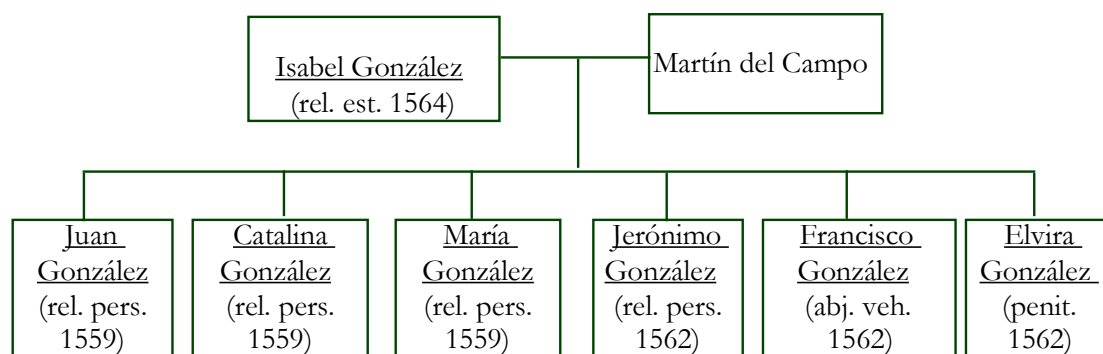 Isabel González
(rel. est. 1564)
Martín del Campo
Juan
González
(rel. pers.
1559)
Catalina
González
(rel. pers.
1559)
María
González
(rel. pers.
1559)
Jerónimo
González
(rel. pers.
1562)
Francisco
González
(abj. veh.
1562)
Elvira
González
(penit.
1562)